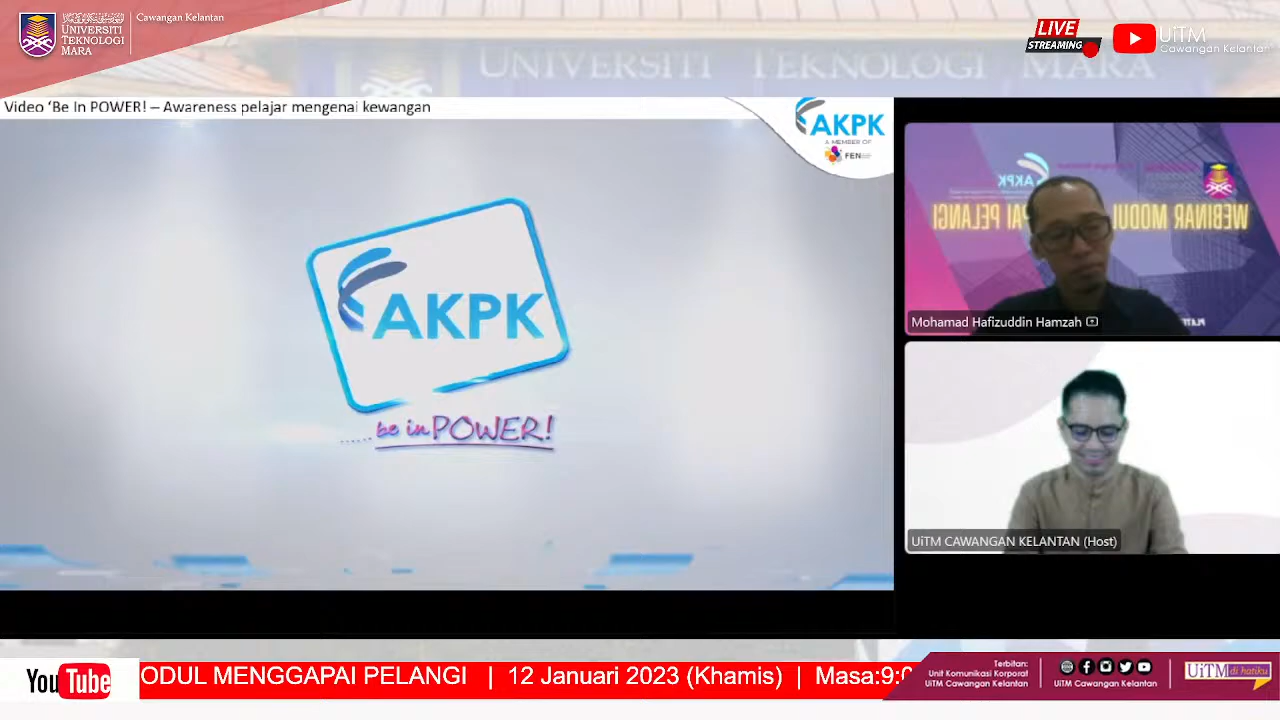 UNIVERSITI
TEKNOLOGI
MARA
Cawangan Kelantan
UNIVERSITI TEKNOLOGI MARA
LIVE
STREAMING
UiTM
Cawangan Kelantan
Video ‘Be In POWER! – Awareness pelajar mengenai kewangan
AKPK
A MEMBER OF
FEN
AKPK
be in POWER!
AKPK
WEBINAR MODUL
PAI PELANGI
Mohamad Hafizuddin Hamzah
UiTM CAWANGAN KELANTAN (Host)
YouTube
ODUL MENGGAPAI PELANGI | 12 Januari 2023 (Khamis) | Masa:9:0
Terbitan:
Unit Komunikasi Korporat
UiTM Cawangan Kelantan
UiTM Cawangan Kelantan
UiTM di hatiku